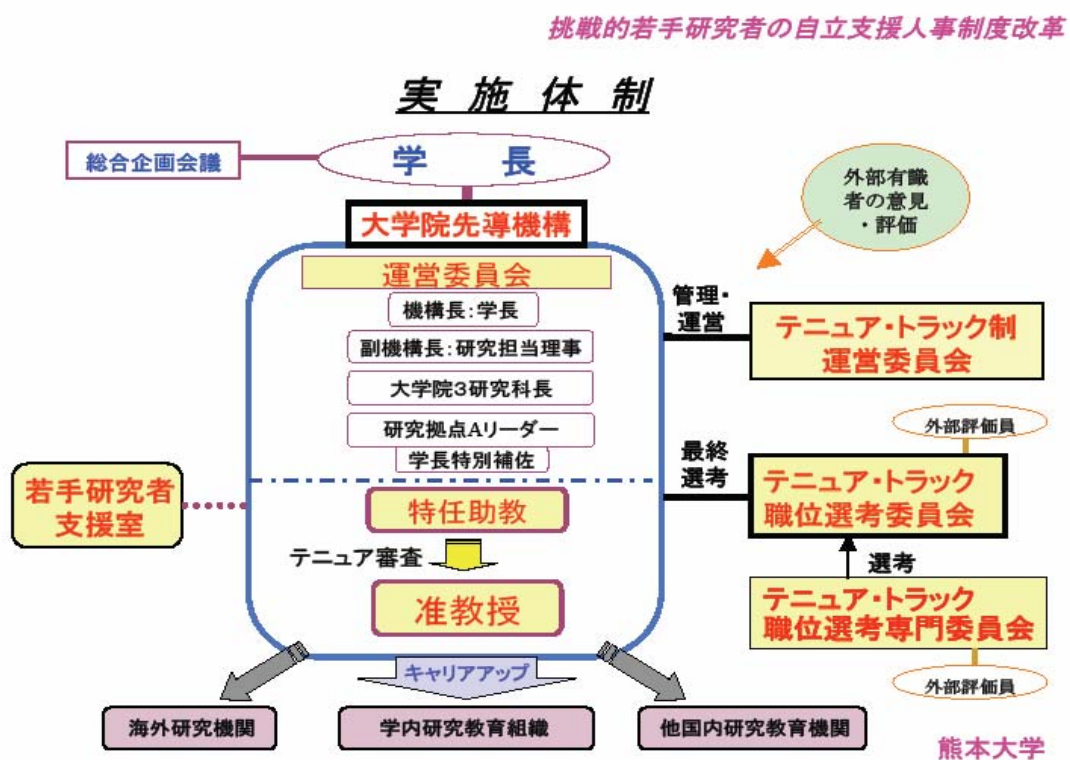 挑戦的若手研究者の自立支援人事制度改革
実施体制
総合企画会議
学長
大学院先導機構
外部有識
者の意見
・評価
運営委員会
機構長:学長
副機構長:研究担当理事
大学院3研究科長
研究拠点Aリーダー
学長特別補佐
管理・
運営
テニュア・トラック制
運営委員会
外部評価員
最終
選考
テニュア・トラック
職位選考委員会
若手研究者
支援室
特任助教
テニュア審査
准教授
選考
テニュア・トラック
職位選考専門委員会
外部評価員
キャリアアップ
海外研究機関
学内研究教育組織
他国内研究教育機関
熊本大学